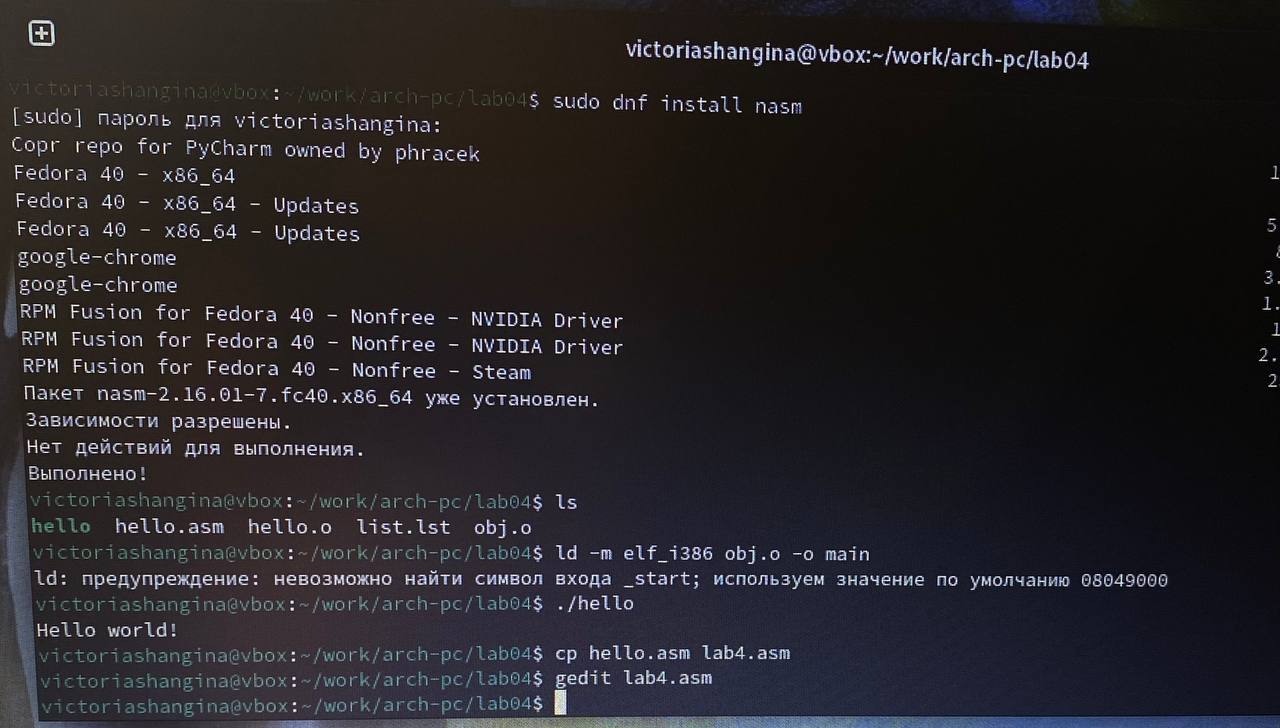 victoriashangina@vbox:~/work/arch-pc/lab04
victoriashangina@vbox:~/work/arch-pc/lab04$ sudo dnf install nasm
[sudo] пароль для victoriashangina:
Copr repo for PyCharm owned by phracek
Fedora 40 - x86_64
Fedora 40 - x86_64 - Updates
Fedora 40 - x86_64 - Updates
google-chrome
google-chrome
RPM Fusion for Fedora 40 - Nonfree - NVIDIA Driver
RPM Fusion for Fedora 40 - Nonfree - NVIDIA Driver
RPM Fusion for Fedora 40 - Nonfree - Steam
Пакет nasm-2.16.01-7.fc40.x86_64 уже установлен.
Зависимости разрешены.
Нет действий для выполнения.
Выполнено!
victoriashangina@vbox:~/work/arch-pc/lab04$ ls
hello hello.asm hello.o list.lst obj.o
victoriashangina@vbox:~/work/arch-pc/lab04$ ld -m elf_i386 obj.o -o main
ld: предупреждение: невозможно найти символ входа _start; используем значение по умолчанию 08049000
victoriashangina@vbox:~/work/arch-pc/lab04$ ./hello
Hello world!
victoriashangina@vbox:~/work/arch-pc/lab04$ cp hello.asm lab4.asm
victoriashangina@vbox:~/work/arch-pc/lab04$ gedit lab4.asm
victoriashangina@vbox:~/work/arch-pc/lab04$